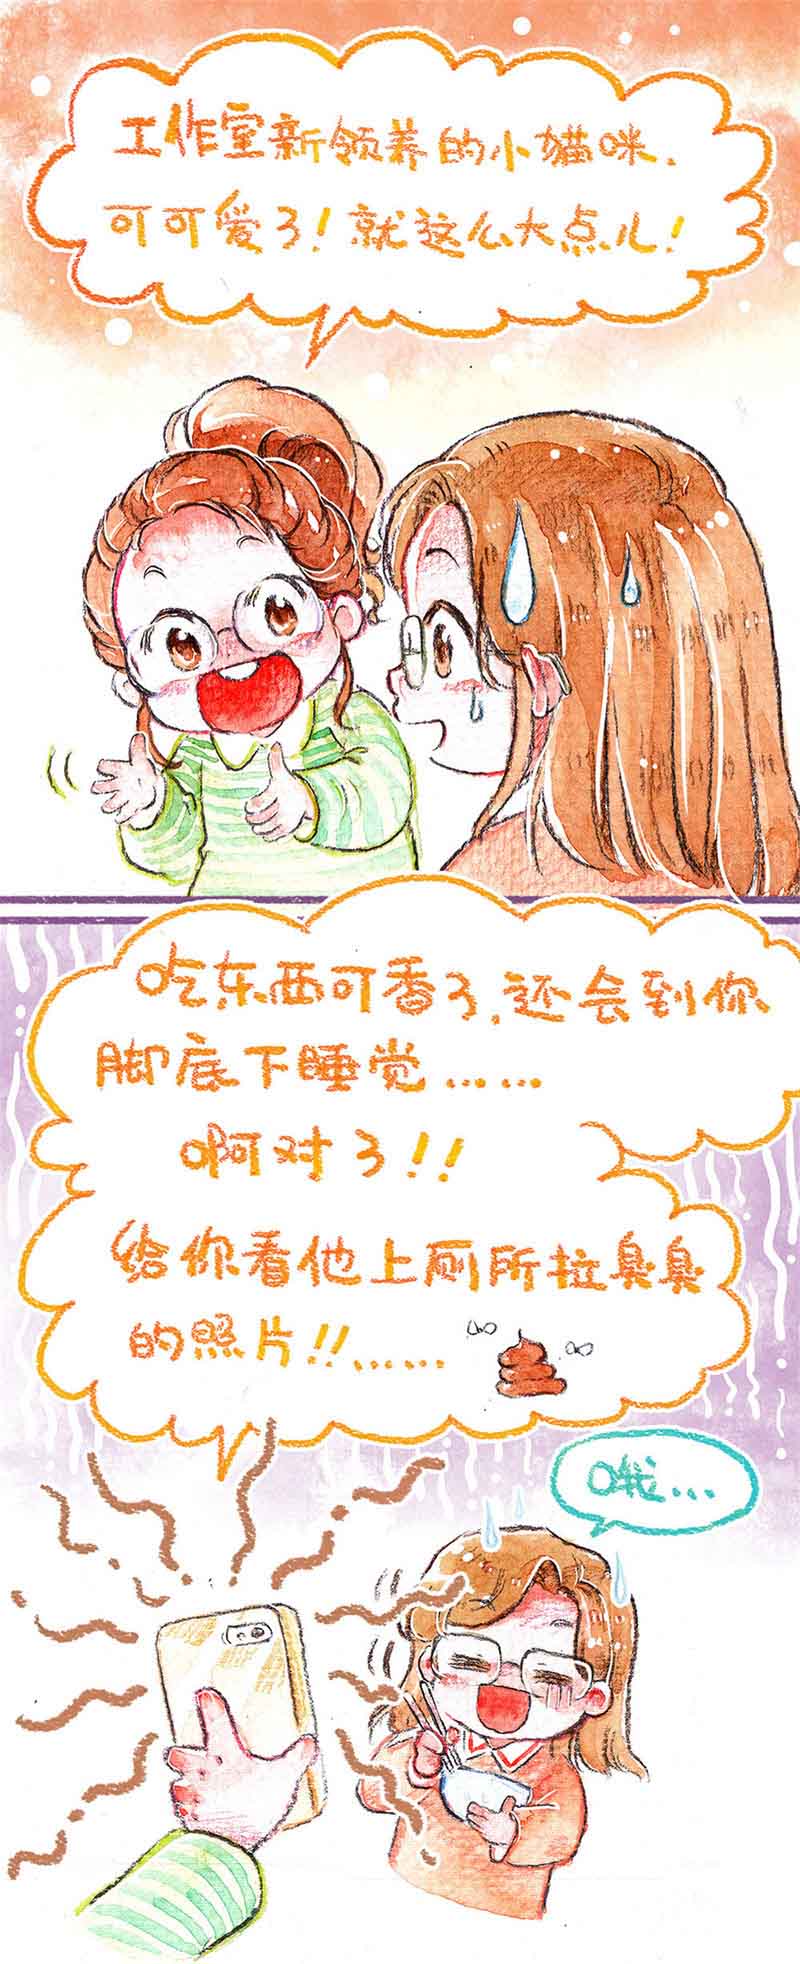 工作室新领养的小猫咪.
可可爱了!就这么大点儿!
吃东西可香了,还会到你
脚底下睡觉……
啊对了!!
给你看他上厕所拉臭臭
的照片!!……
哦...